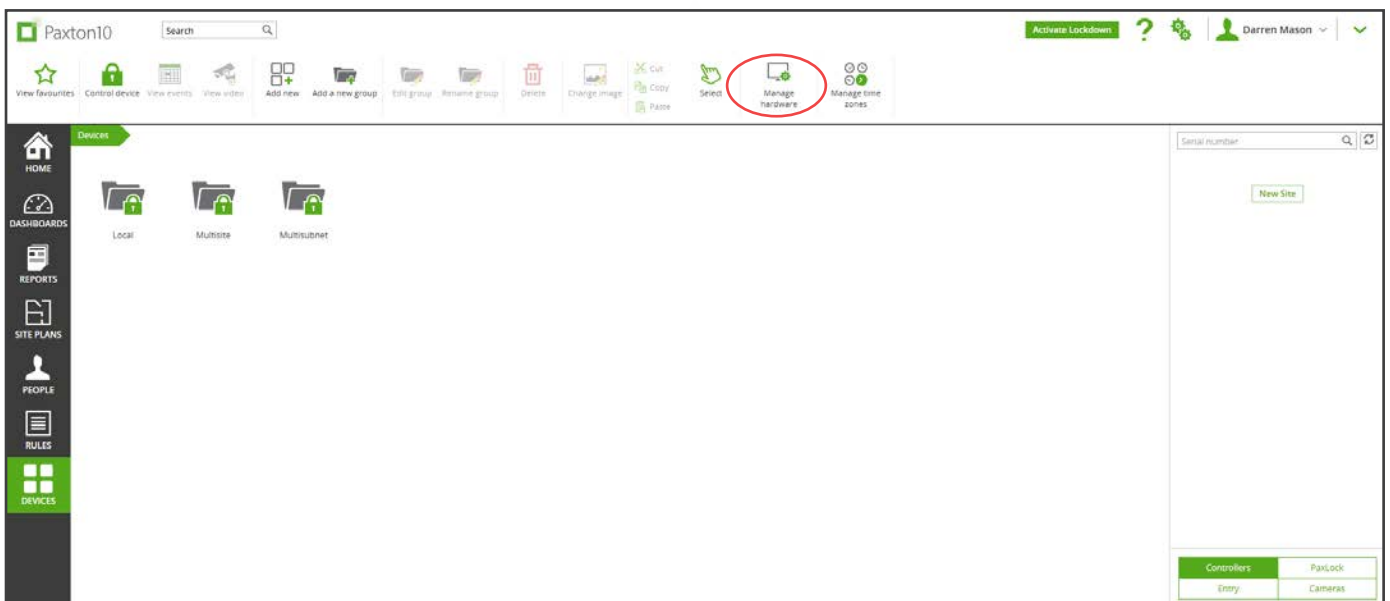 Paxton10
Search
Activate Lockdown
?
Darren Mason
View favourites
Control device
View events
View video
Add new
Add a new group
Edit group
Rename group
Delete
Change image
Cut
Copy
Paste
Select
Manage
hardware
Manage time
zones
HOME
DASHBOARDS
REPORTS
SITE PLANS
PEOPLE
RULES
DEVICES
Devices
Local
Multisite
Multisubnet
Serial number
New Site
Controllers
PaxLock
Entry
Cameras